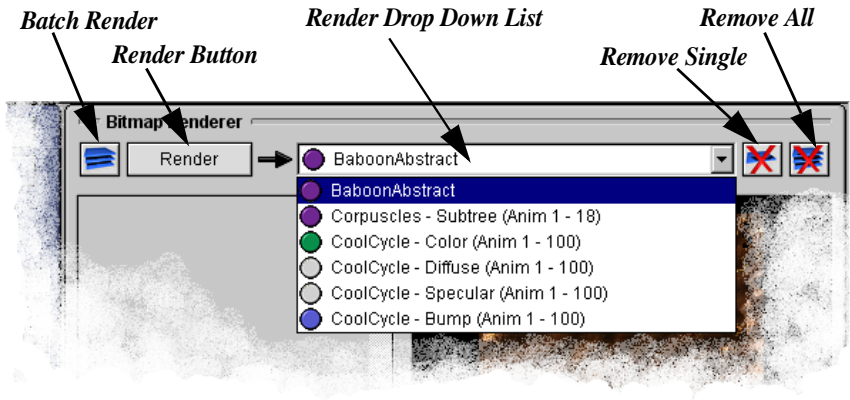 Batch Render
Render Drop Down List
Remove All
Render Button
Remove Single
Bitmap Renderer
Render
BaboonAbstract
BaboonAbstract
Corpuscles - Subtree (Anim 1 - 18)
CoolCycle - Color (Anim 1 - 100)
CoolCycle - Diffuse (Anim 1 - 100)
CoolCycle - Specular (Anim 1 - 100)
CoolCycle - Bump (Anim 1 - 100)